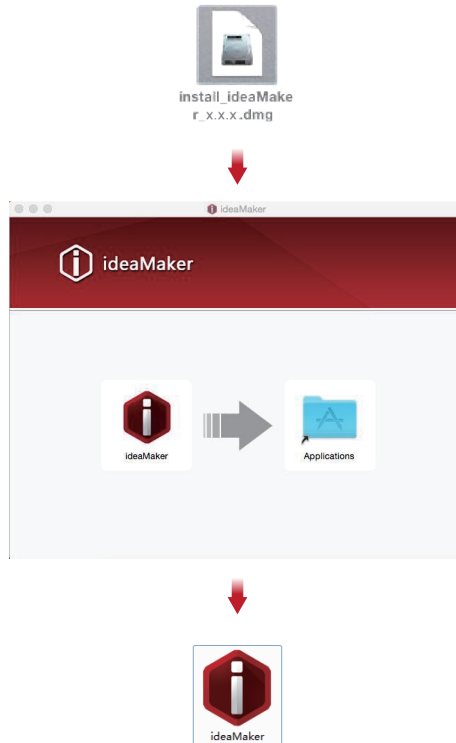 install_ideaMake
r_x.x.x.dmg
ideaMaker
ideaMaker
ideaMaker
Applications
ideaMaker